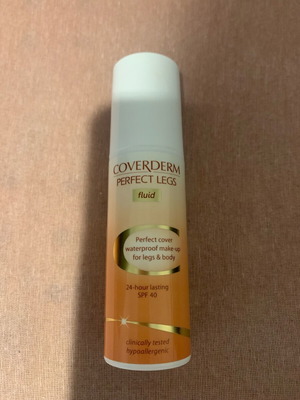 COVERDERM
PERFECT LEGS
fluid
Perfect cover
waterproof make-up
for legs & body
24-hour lasting
SPF 40
clinically tested
hypoallergenic